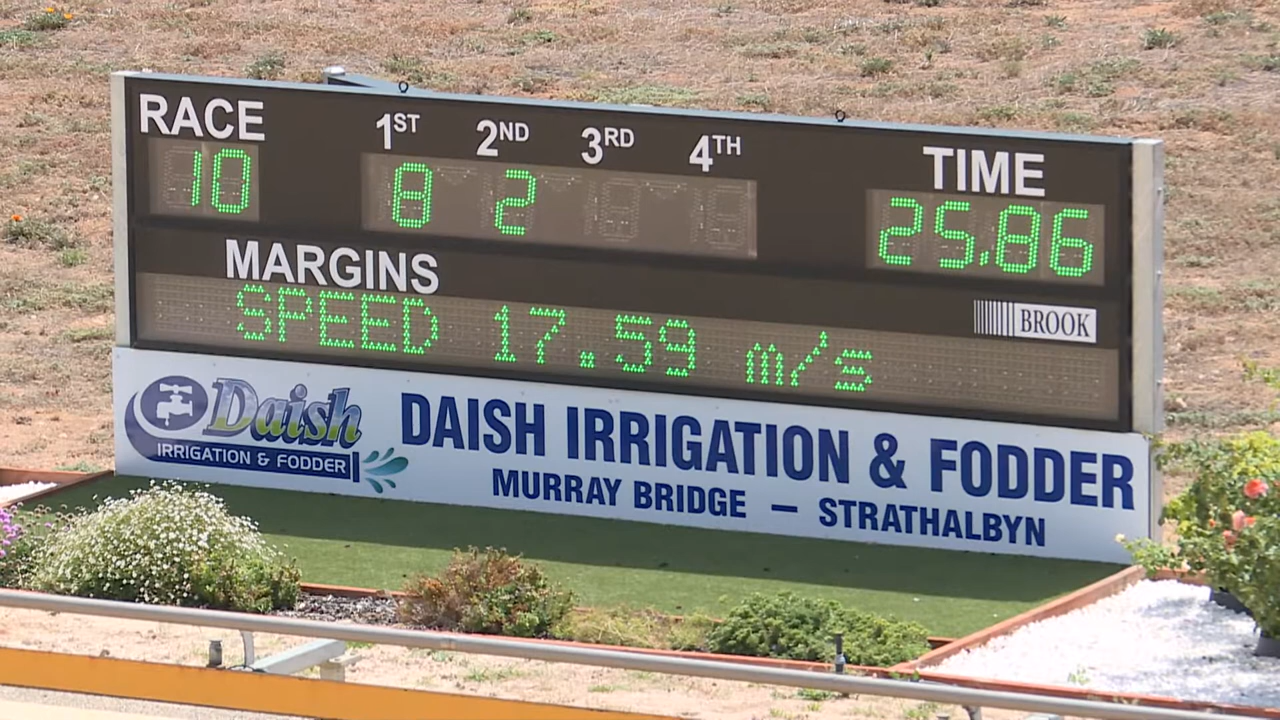 RACE 1ST 2ND 3RD 4TH TIME
10 8 2 25.86
MARGINS
BROOK
SPEED 17.59 m/s
Daish
IRRIGATION & FODDER
DAISH IRRIGATION & FODDER
MURRAY BRIDGE — STRATHALBYN